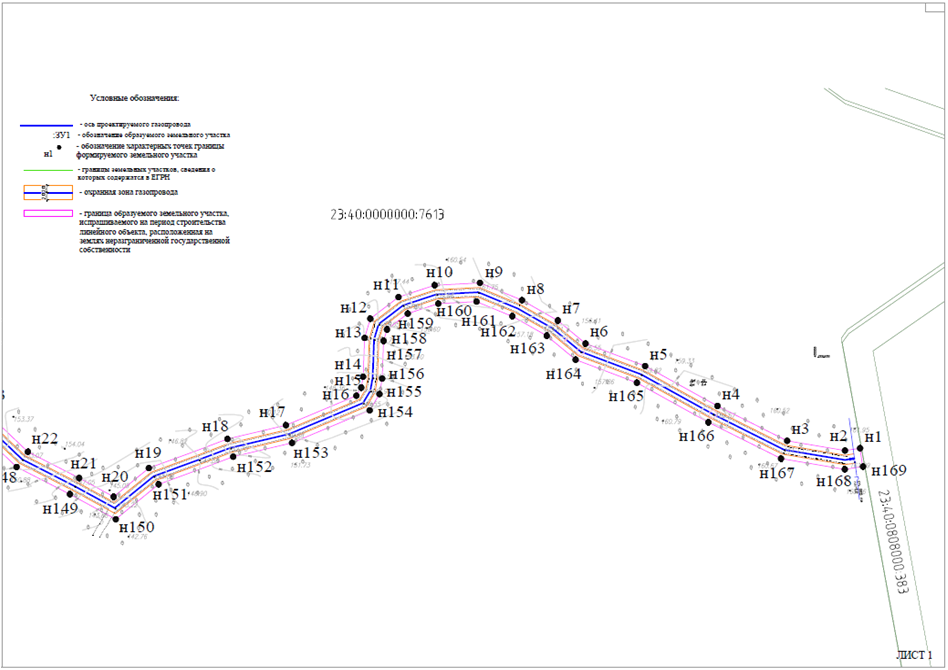 Условные обозначения:
- ось проектируемого газопровода
:ЗУ1 - обозначение образуемого земельного участка
н1 - обозначение характерных точек границы
формируемого земельного участка
- границы земельных участков, сведения о
которых содержатся в ЕГРН
- охранная зона газопровода
- граница образуемого земельного участка,
испрашиваемого на период строительства
линейного объекта, расположенная на
землях неразграниченной государственной
собственности
23:40:0000000:7613
н10
н9
н11
н8
н12
н160
н161
н7
н159
н162
н6
н13
н158
н163
н157
н5
н14
н164
н156
н15
н155
н165
н4
н16
н154
н17
н166
н3
н18
н2
н1
н22
н153
н19
н152
н167
н168
н169
н21
н20
48
н151
н149
н150
23:40:0808000:383
ЛИСТ 1